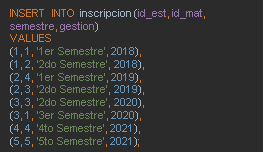 INSERT INTO inscripcion (id_est,id_mat,
semestre,gestion)
VALUES
(1, 1, '1er Semestre', 2018),
(1, 2, '2do Semestre', 2018),
(2, 4, '1er Semestre', 2019),
(2, 3, '2do Semestre', 2019),
(3, 3, '2do Semestre', 2020),
(3, 1, '3er Semestre', 2020),
(4, 4, '4to Semestre', 2021),
(5, 5, '5to Semestre', 2021);